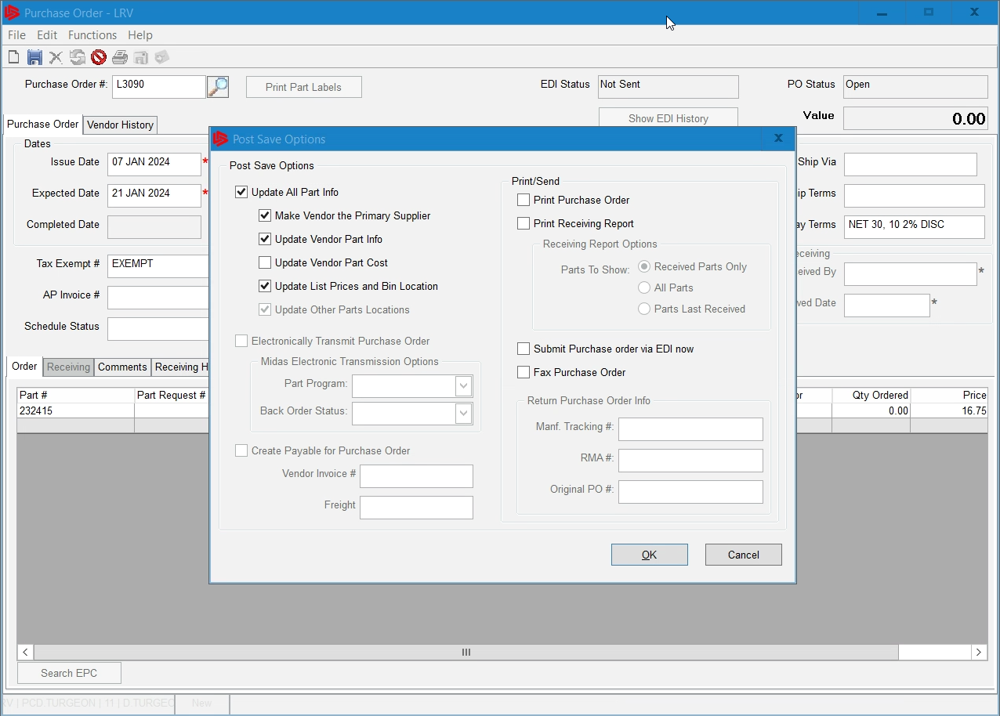 Purchase Order - LRV
File Edit Functions Help
Purchase Order #: L3090 Print Part Labels EDI Status Not Sent PO Status Open
Show EDI History Value 0.00
Purchase Order Vendor History
Dates
Issue Date 07 JAN 2024 *
Expected Date 21 JAN 2024 *
Completed Date
Tax Exempt # EXEMPT
AP Invoice #
Schedule Status
Ship Via
ip Terms
ay Terms NET 30, 10 2% DISC
eceiving
eived By *
ved Date *
Post Save Options
Post Save Options
Update All Part Info
Make Vendor the Primary Supplier
Update Vendor Part Info
Update Vendor Part Cost
Update List Prices and Bin Location
Update Other Parts Locations
Electronically Transmit Purchase Order
Midas Electronic Transmission Options
Part Program:
Back Order Status:
Create Payable for Purchase Order
Vendor Invoice #
Freight
Print/Send
Print Purchase Order
Print Receiving Report
Receiving Report Options
Parts To Show: Received Parts Only
All Parts
Parts Last Received
Submit Purchase order via EDI now
Fax Purchase Order
Return Purchase Order Info
Manf. Tracking #:
RMA #:
Original PO #:
OK Cancel
Order Receiving Comments Receiving H
Part # Part Request # or Qty Ordered Price
232415 0.00 16.75
Search EPC
RV | PCD.TURGEON | 11 | D.TURGEO New